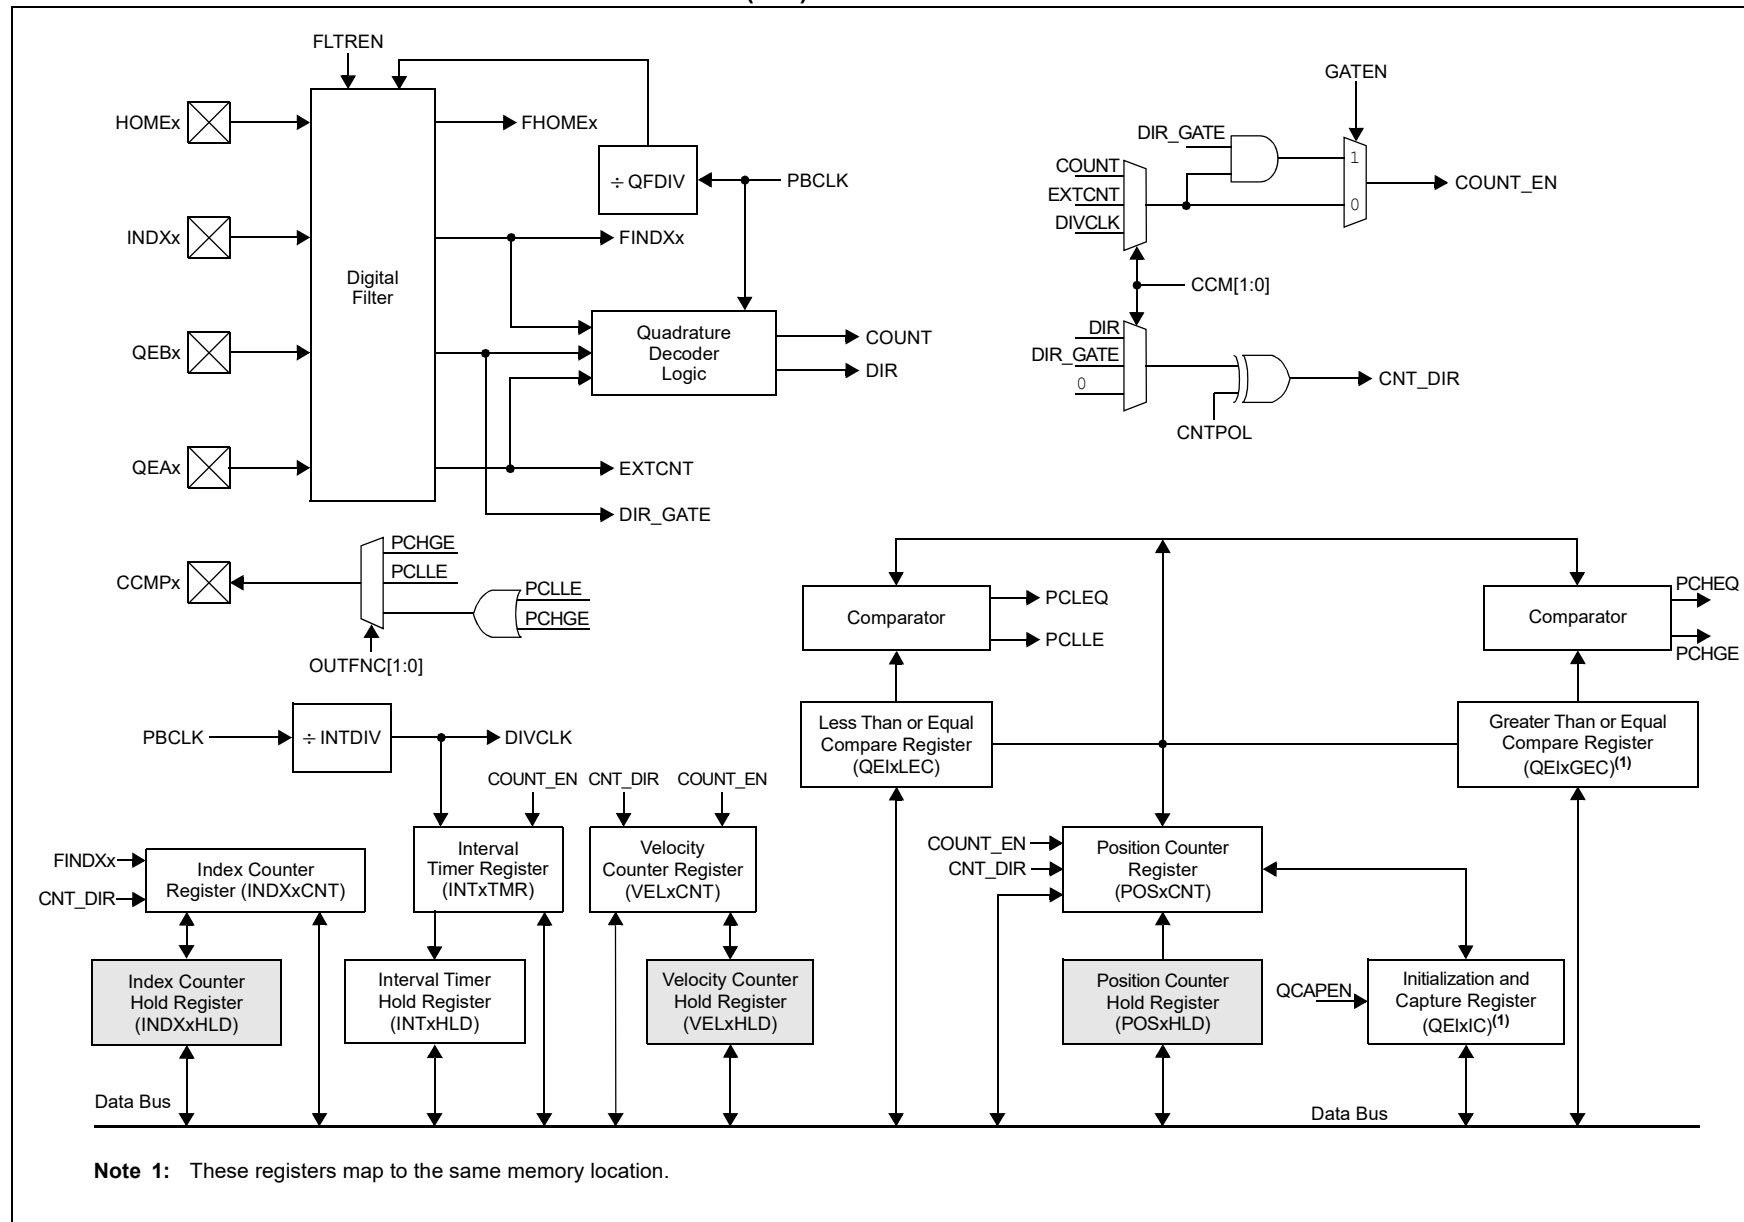 FLTREN
HOMEx
FHOMEx
÷ QFDIV
PBCLK
INDXx
FINDXx
Digital
Filter
QEBx
Quadrature
Decoder
Logic
COUNT
DIR
QEAx
EXTCNT
DIR_GATE
GATEN
DIR_GATE
COUNT
EXTCNT
DIVCLK
1
0
COUNT_EN
CCM[1:0]
DIR
DIR_GATE
0
CNT_DIR
CNTPOL
CCMPx
PCHGE
PCLLE
PCLLE
PCHGE
OUTFNC[1:0]
Comparator
PCLEQ
PCLLE
Comparator
PCHEQ
PCHGE
Less Than or Equal
Compare Register
(QEIxLEC)
Greater Than or Equal
Compare Register
(QEIxGEC)(1)
PBCLK
÷ INTDIV
DIVCLK
COUNT_EN
CNT_DIR
COUNT_EN
FINDXx
CNT_DIR
Index Counter
Register (INDXxCNT)
Interval
Timer Register
(INTxTMR)
Velocity
Counter Register
(VELxCNT)
COUNT_EN
CNT_DIR
Position Counter
Register
(POSxCNT)
Index Counter
Hold Register
(INDXxHLD)
Interval Timer
Hold Register
(INTxHLD)
Velocity Counter
Hold Register
(VELxHLD)
Position Counter
Hold Register
(POSxHLD)
QCAPEN
Initialization and
Capture Register
(QEIxIC)(1)
Data Bus
Data Bus
Note 1: These registers map to the same memory location.